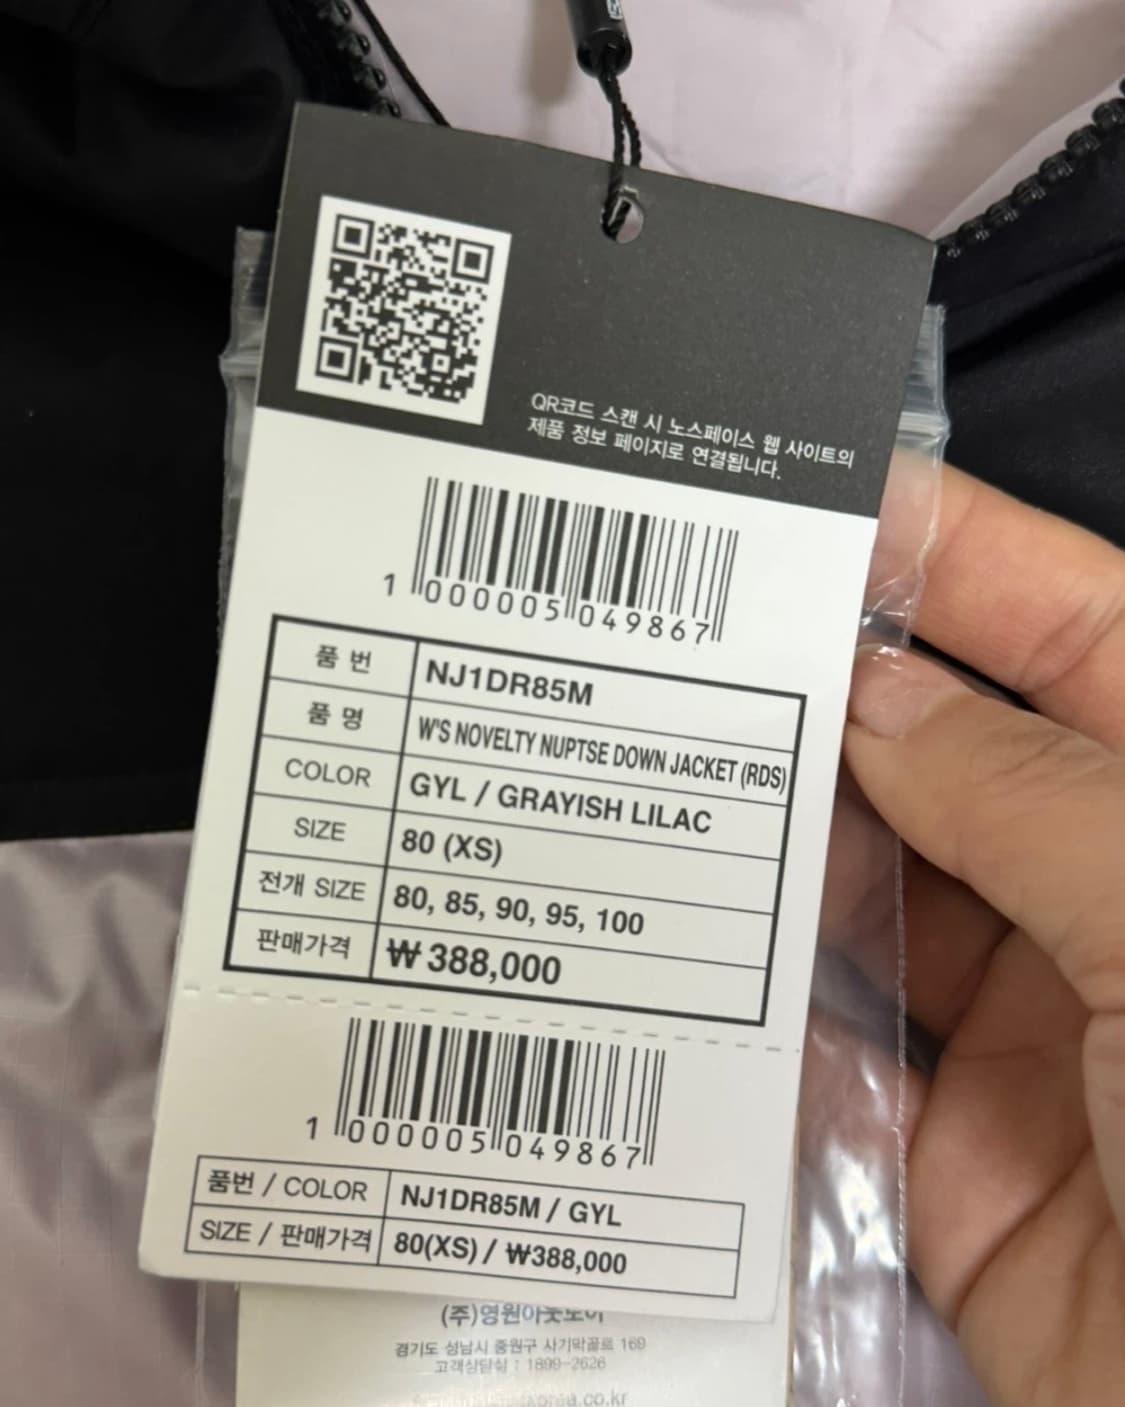 QR코드 스캔 시 노스페이스 웹 사이트의
제품 정보 페이지로 연결됩니다.
1 000005 049867
품 번 NJ1DR85M
품 명 W'S NOVELTY NUPTSE DOWN JACKET (RDS)
COLOR GYL / GRAYISH LILAC
SIZE 80 (XS)
전개 SIZE 80, 85, 90, 95, 100
판매가격 ₩388,000
1 000005 049867
품번 / COLOR NJ1DR85M / GYL
SIZE / 판매가격 80(XS) / ₩388,000
(주)영원아웃도어
경기도 성남시 중원구 사기막골로 169
고객상담실 : 1899-2626